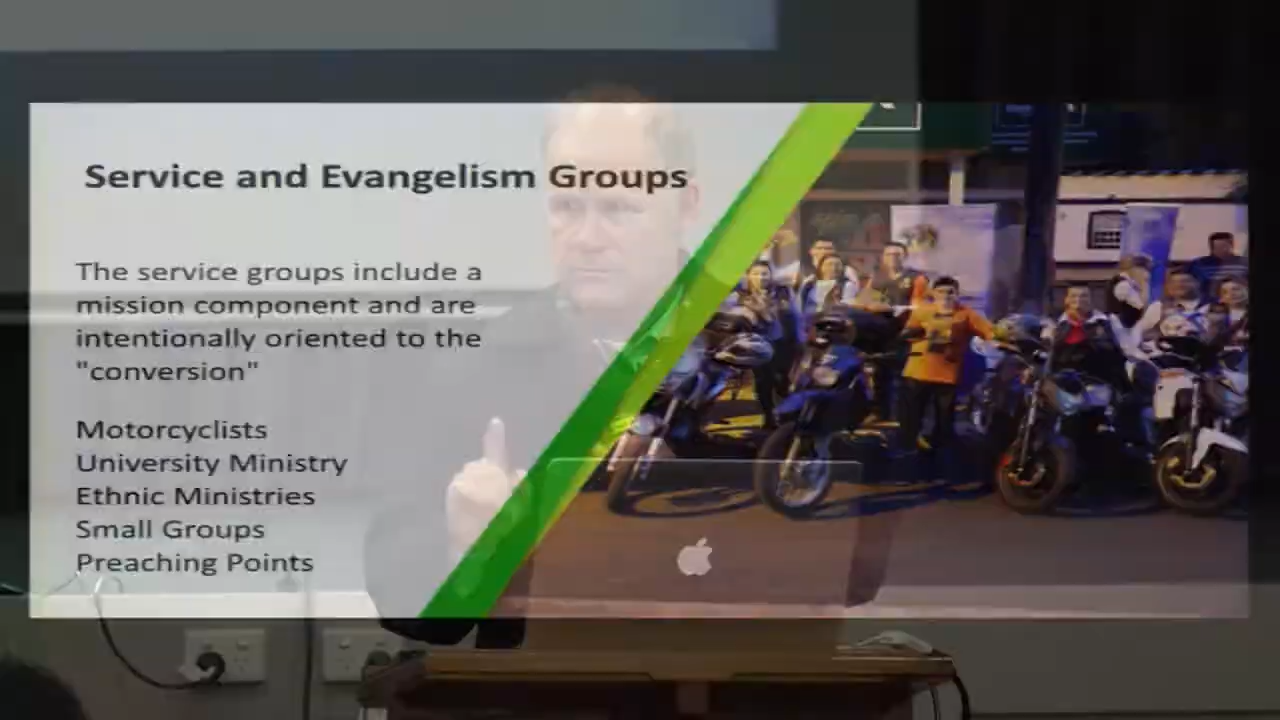 Service and Evangelism Groups
The service groups include a
mission component and are
intentionally oriented to the
"conversion"
Motorcyclists
University Ministry
Ethnic Ministries
Small Groups
Preaching Points